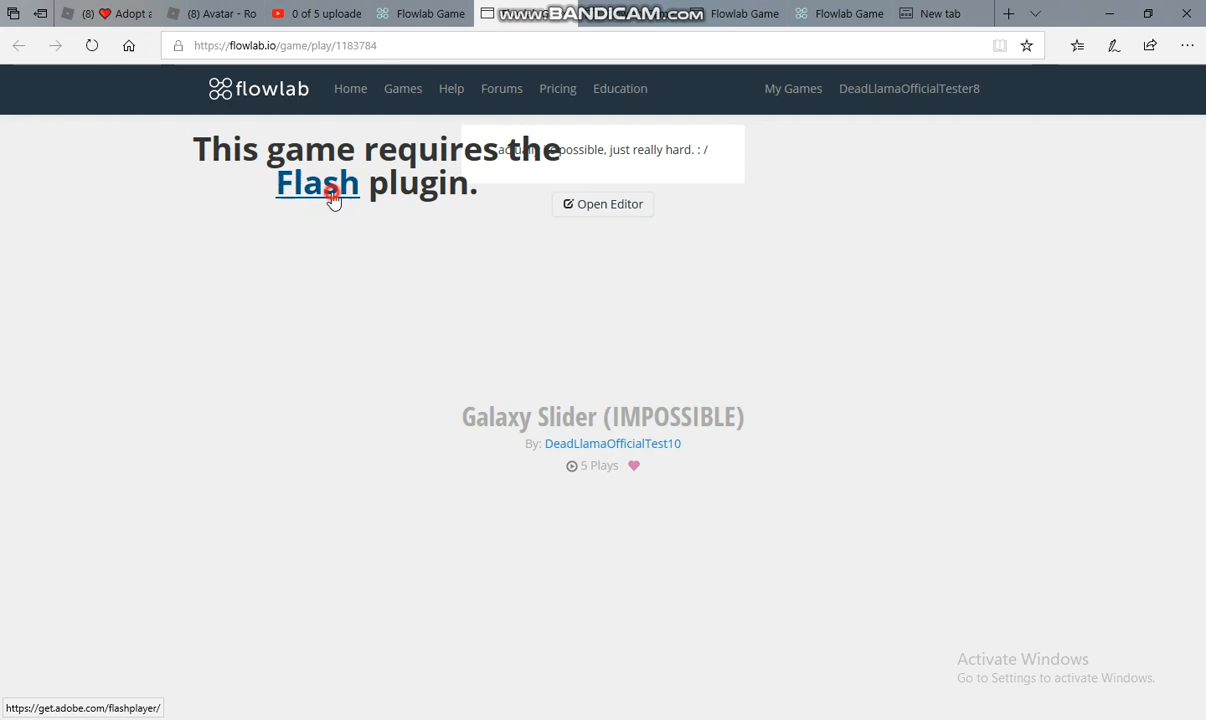 (8) ❤ Adopt a
(8) Avatar - Ro
0 of 5 uploade
Flowlab Game
WWW.BANDICAM.COM
Flowlab Game
Flowlab Game
New tab
https://flowlab.io/game/play/1183784
flowlab
Home
Games
Help
Forums
Pricing
Education
My Games
DeadLlamaOfficialTester8
This game requires the
Flash plugin.
possible, just really hard. : /
Open Editor
Galaxy Slider (IMPOSSIBLE)
By: DeadLlamaOfficialTest10
5 Plays
Activate Windows
Go to Settings to activate Windows.
https://get.adobe.com/flashplayer/